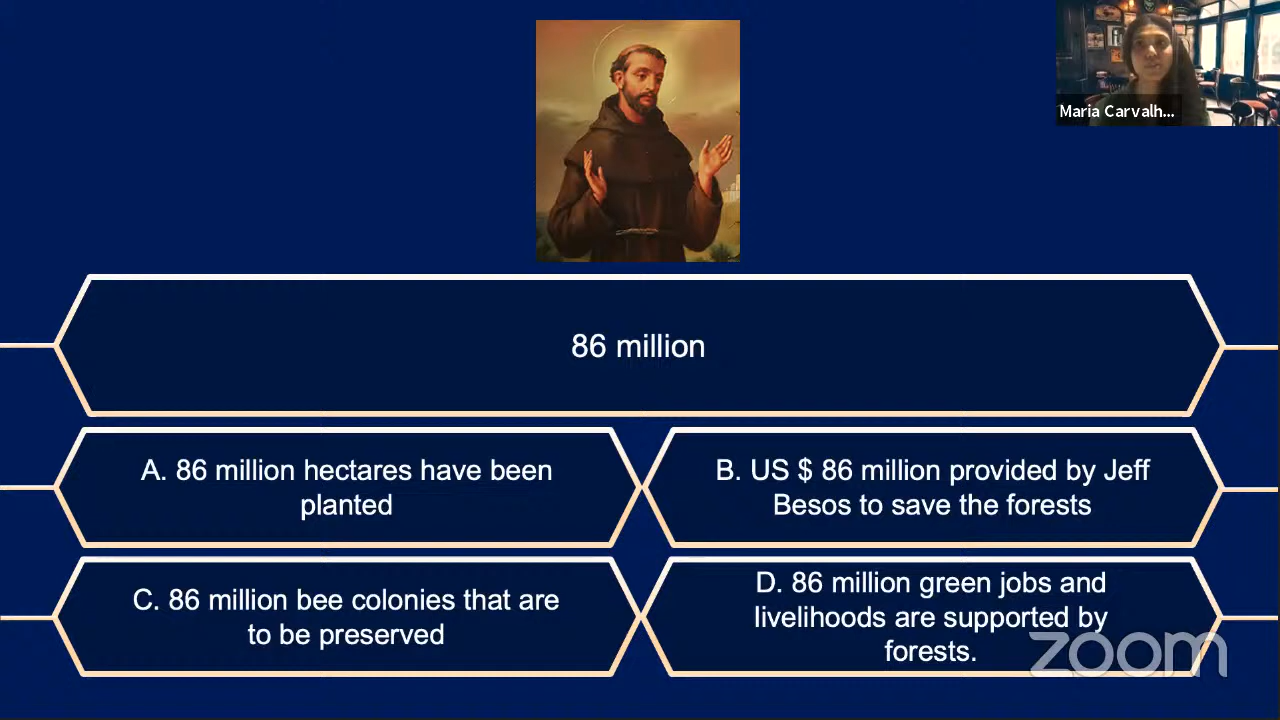 Maria Carvalh...
86 million
A. 86 million hectares have been
planted
B. US $ 86 million provided by Jeff
Besos to save the forests
C. 86 million bee colonies that are
to be preserved
D. 86 million green jobs and
livelihoods are supported by
forests.
zoom